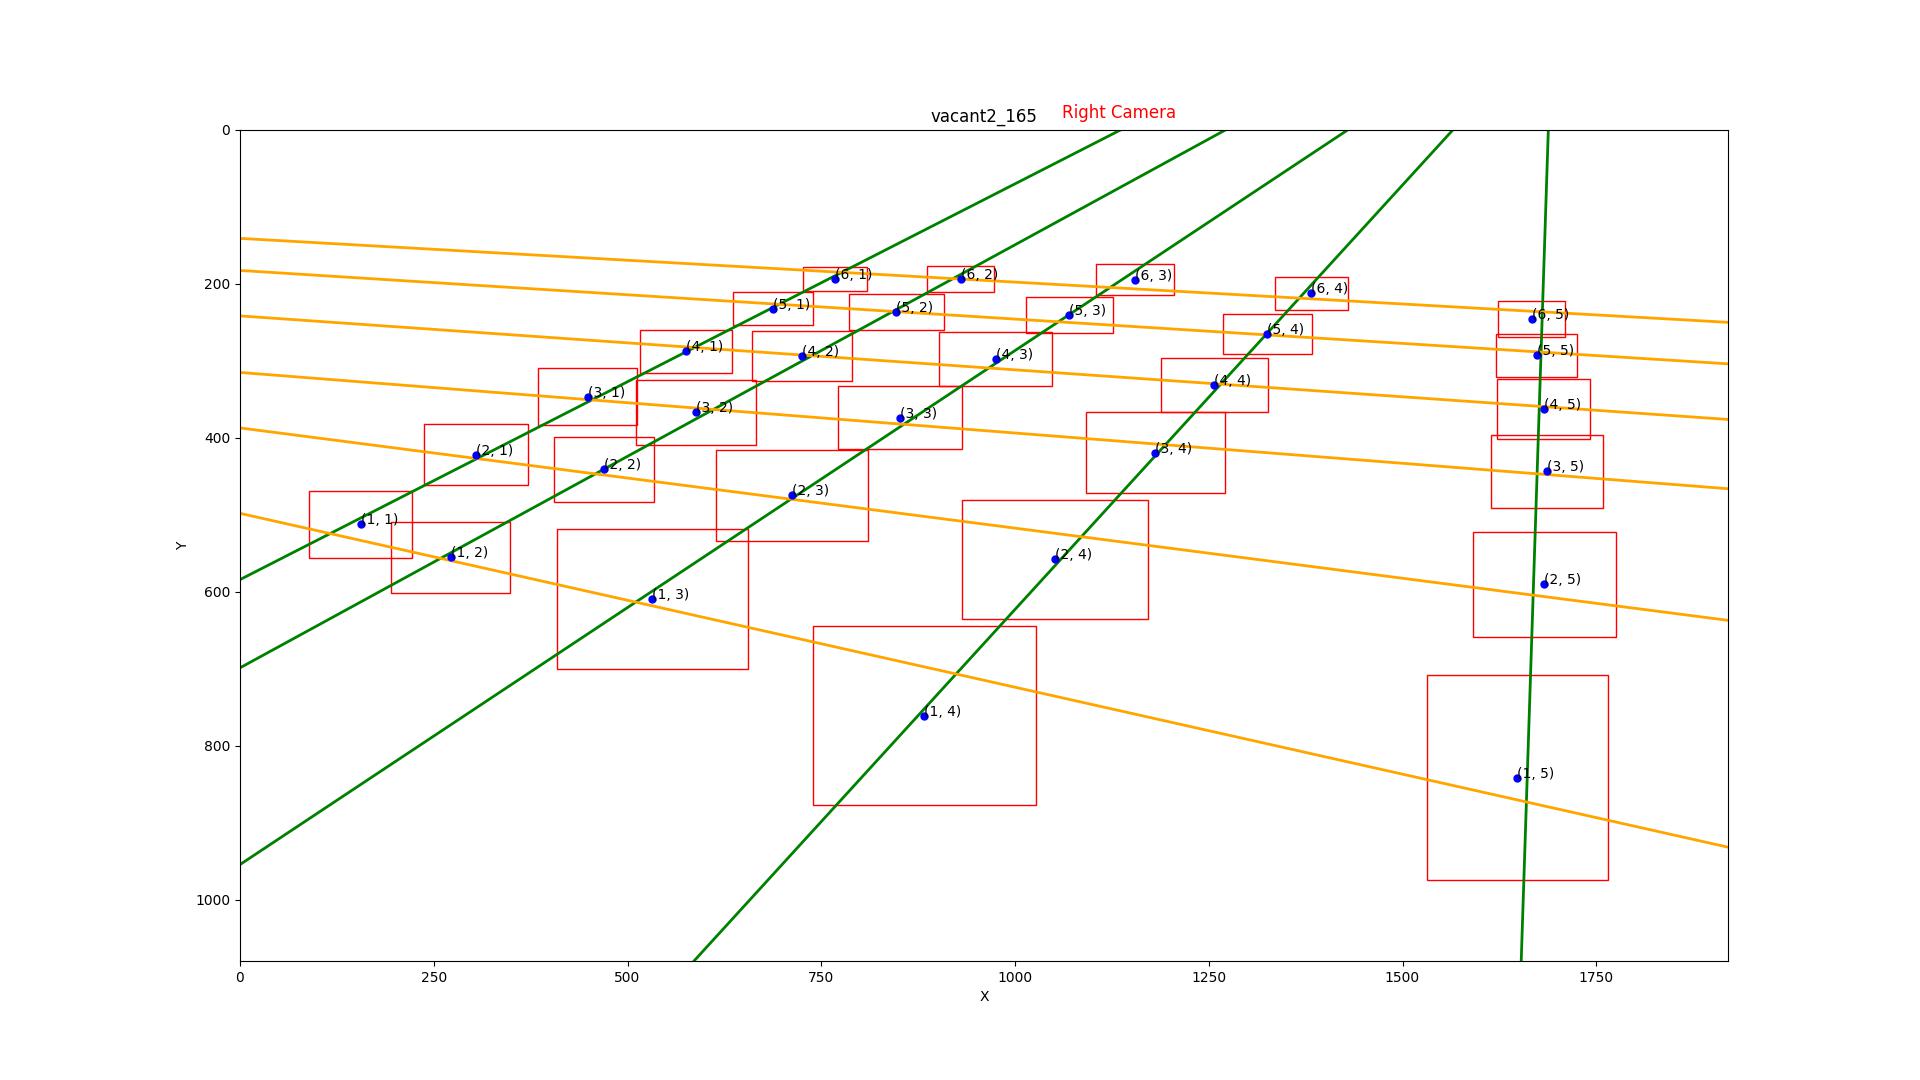 vacant2_165 Right Camera
0
200
400
600
800
1000
Y
(6, 1) (6, 2) (6, 3) (6, 4) (6, 5)
(5, 1) (5, 2) (5, 3) (5, 4) (5, 5)
(4, 1) (4, 2) (4, 3) (4, 4) (4, 5)
(3, 1) (3, 2) (3, 3) (3, 4) (3, 5)
(2, 1) (2, 2) (2, 3) (2, 4) (2, 5)
(1, 1) (1, 2) (1, 3) (1, 4) (1, 5)
0 250 500 750 1000 1250 1500 1750
X